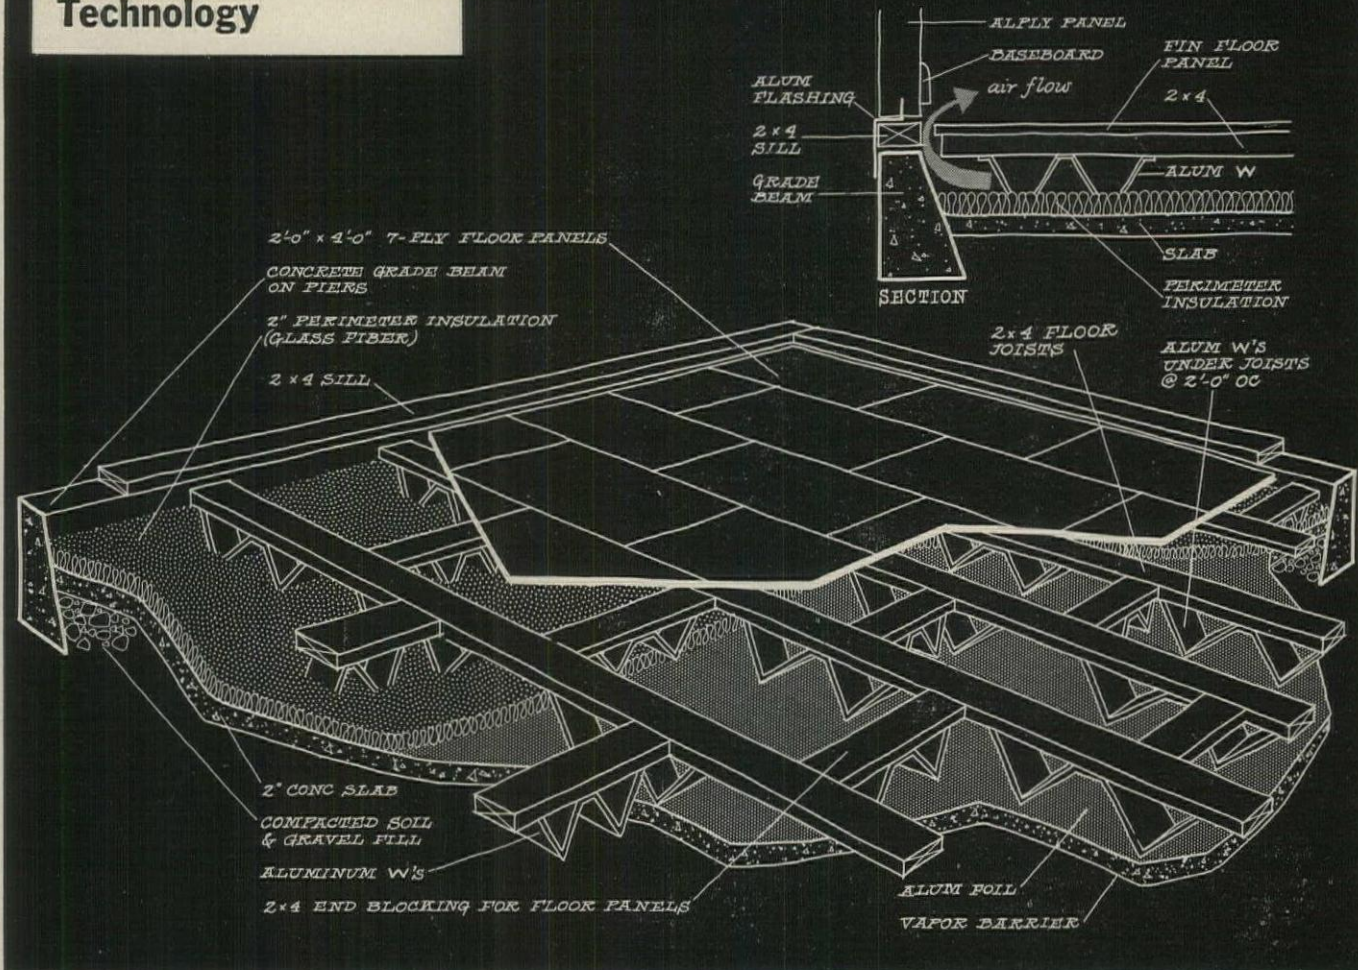 Technology
ALPLY PANEL
BASEBOARD
air flow
FIN FLOOR
PANEL
2×4
ALUM
FLASHING
2×4
SILL
GRADE
BEAM
ALUM W
SLAB
PERIMETER
INSULATION
SECTION
2'-0" × 4'-0" 7-PLY FLOOR PANELS
CONCRETE GRADE BEAM
ON PIERS
2" PERIMETER INSULATION
(GLASS FIBER)
2×4 SILL
2×4 FLOOR
JOISTS
ALUM W'S
UNDER JOISTS
@ 2'-0" OC
2" CONC SLAB
COMPACTED SOIL
& GRAVEL FILL
ALUMINUM W's
2×4 END BLOCKING FOR FLOOR PANELS
ALUM FOIL
VAPOR BARRIER